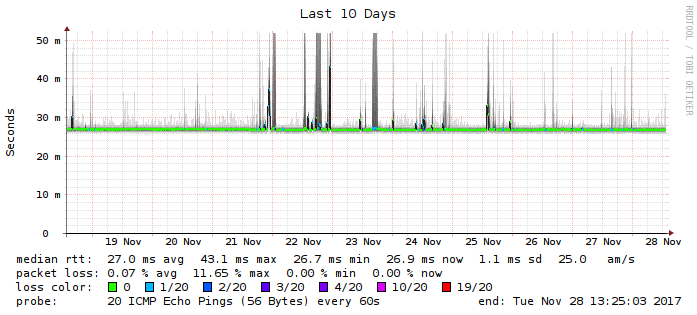 Last 10 Days
RRDTOOL / TOBI OETIKER
Seconds
50 m
40 m
30 m
20 m
10 m
0
19 Nov 20 Nov 21 Nov 22 Nov 23 Nov 24 Nov 25 Nov 26 Nov 27 Nov 28 Nov
median rtt: 27.0 ms avg 43.1 ms max 26.7 ms min 26.9 ms now 1.1 ms sd 25.0 am/s
packet loss: 0.07 % avg 11.65 % max 0.00 % min 0.00 % now
loss color: 0 1/20 2/20 3/20 4/20 10/20 19/20
probe: 20 ICMP Echo Pings (56 Bytes) every 60s end: Tue Nov 28 13:25:03 2017